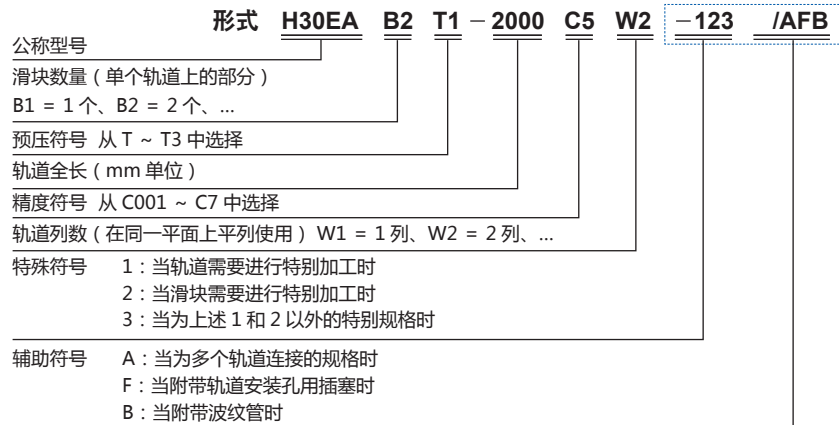 形式 H30EA B2 T1 − 2000 C5 W2 −123 /AFB
公称型号
滑块数量 ( 单个轨道上的部分 )
B1 = 1 个、B2 = 2 个、...
预压符号 从 T ~ T3 中选择
轨道全长 ( mm 单位 )
精度符号 从 C001 ~ C7 中选择
轨道列数 ( 在同一平面上平列使用 ) W1 = 1 列、W2 = 2 列、...
特殊符号 1 : 当轨道需要进行特别加工时
2 : 当滑块需要进行特别加工时
3 : 当为上述 1 和 2 以外的特别规格时
辅助符号 A : 当为多个轨道连接的规格时
F : 当附带轨道安装孔用插塞时
B : 当附带波纹管时